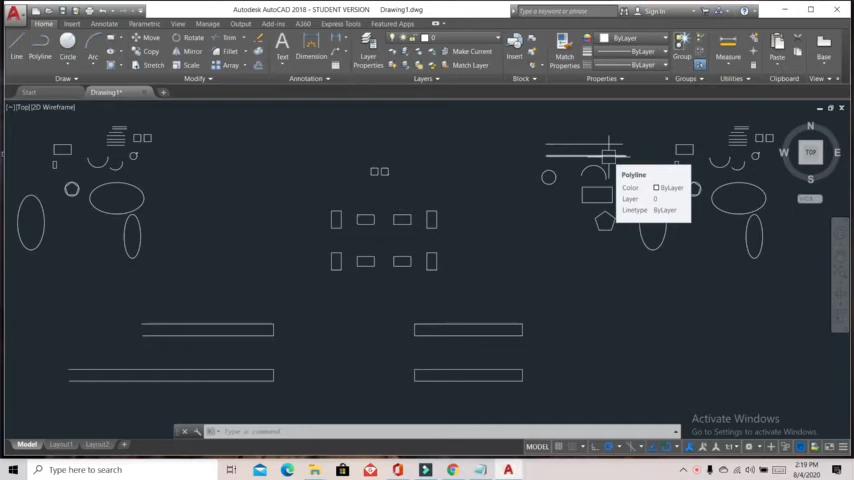 Autodesk AutoCAD 2018 - STUDENT VERSION Drawing1.dwg
Type a keyword or phrase
Sign In
Home Insert Annotate Parametric View Manage Output Add-ins A360 Express Tools Featured Apps
Line
Polyline
Circle
Arc
Move Rotate Trim
Copy Mirror Fillet
Stretch Scale Array
Text
Dimension
Layer
Properties
0
Make Current
Match Layer
Insert
Match
Properties
ByLayer
ByLayer
ByLayer
Group
Measure
Paste
Base
Draw Modify Annotation Layers Block Properties Groups Utilities Clipboard View
Start Drawing1*
[−][Top][2D Wireframe]
N
W TOP E
S
Polyline
Color ByLayer
Layer 0
Linetype ByLayer
Activate Windows
Go to Settings to activate Windows.
Type a command
Model Layout1 Layout2 +
MODEL 1:1
Type here to search
2:19 PM
8/4/2020